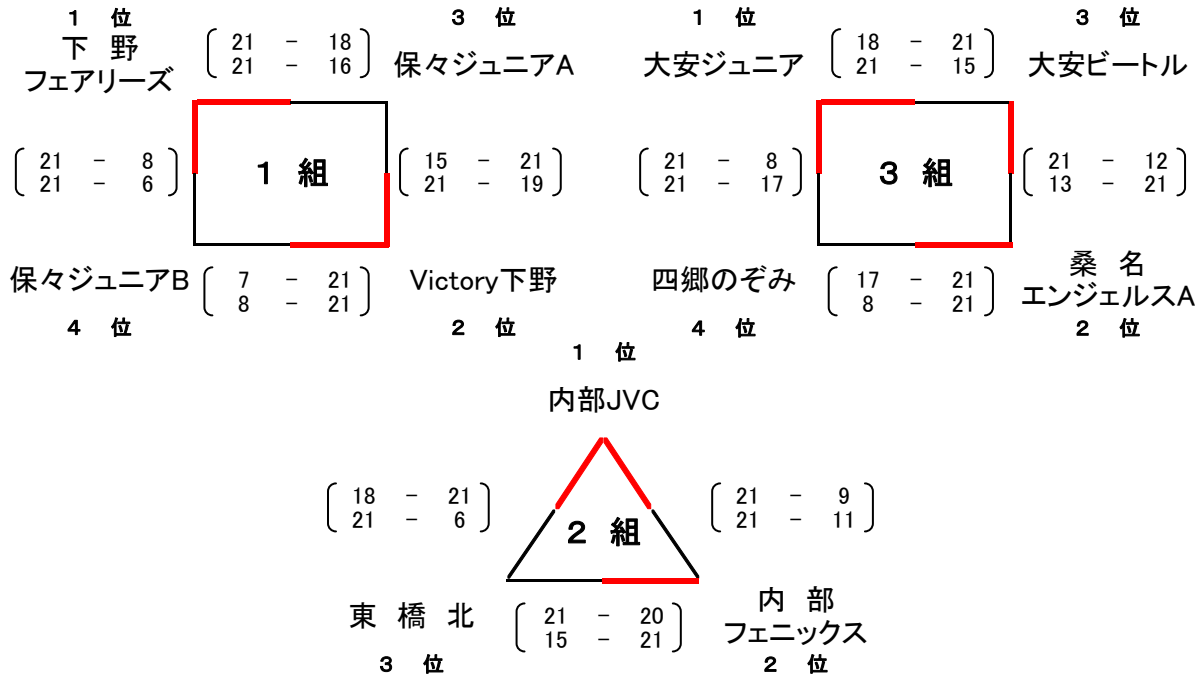 1 位
下 野
フェアリーズ
21 - 18
21 - 16
3 位
保々ジュニアA
21 - 8
21 - 6
1 組
15 - 21
21 - 19
保々ジュニアB
4 位
7 - 21
8 - 21
Victory下野
2 位
1 位
大安ジュニア
18 - 21
21 - 15
3 位
大安ビートル
21 - 8
21 - 17
3 組
21 - 12
13 - 21
四郷のぞみ
4 位
17 - 21
8 - 21
桑 名
エンジェルスA
2 位
1 位
内部JVC
18 - 21
21 - 6
2 組
21 - 9
21 - 11
東 橋 北
3 位
21 - 20
15 - 21
内 部
フェニックス
2 位